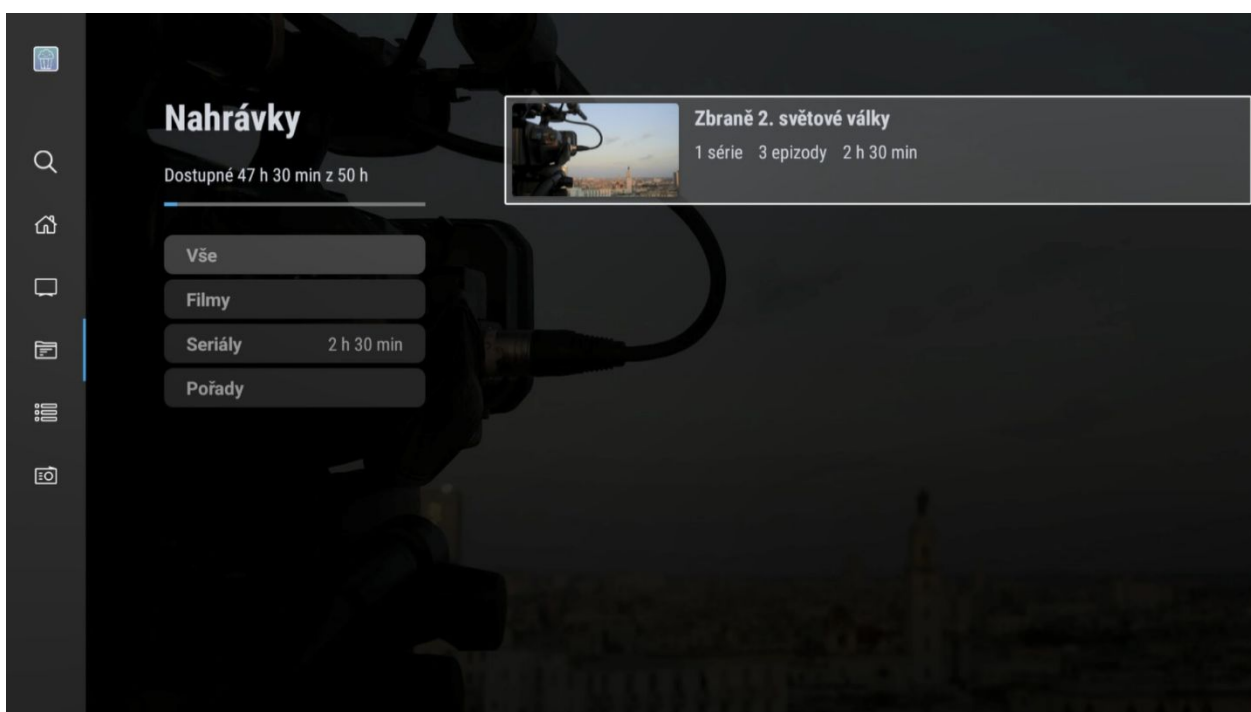 Nahrávky
Dostupné 47 h 30 min z 50 h
Vše
Filmy
Seriály 2 h 30 min
Pořady
Zbraně 2. světové války
1 série 3 epizody 2 h 30 min